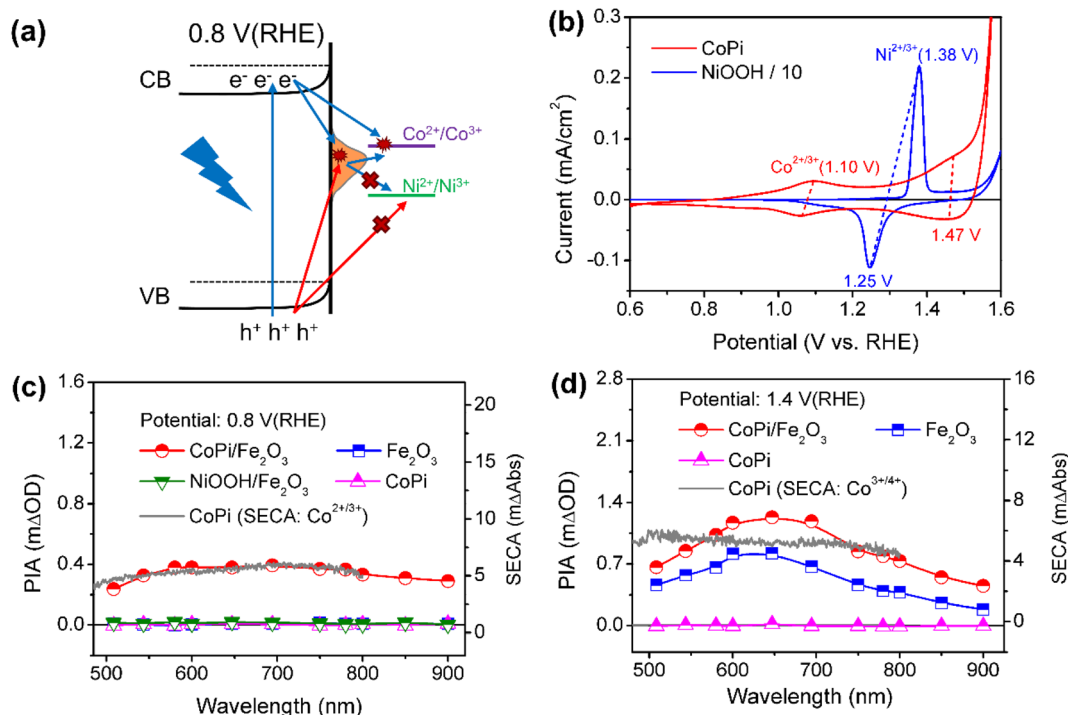 (a)
0.8 V(RHE)
CB
e⁻ e⁻ e⁻
Co²⁺/Co³⁺
Ni²⁺/Ni³⁺
VB
h⁺ h⁺ h⁺
(b)
CoPi
NiOOH / 10
Ni²⁺/³⁺(1.38 V)
Co²⁺/³⁺(1.10 V)
1.47 V
1.25 V
Current (mA/cm²)
0.3
0.2
0.1
0.0
-0.1
0.6 0.8 1.0 1.2 1.4 1.6
Potential (V vs. RHE)
(c)
Potential: 0.8 V(RHE)
CoPi/Fe₂O₃ Fe₂O₃
NiOOH/Fe₂O₃ CoPi
CoPi (SECA: Co²⁺/³⁺)
PIA (mΔOD)
1.6
1.2
0.8
0.4
0.0
SECA (mΔAbs)
20
15
10
5
0
500 600 700 800 900
Wavelength (nm)
(d)
Potential: 1.4 V(RHE)
CoPi/Fe₂O₃ Fe₂O₃
CoPi
CoPi (SECA: Co³⁺/⁴⁺)
PIA (mΔOD)
2.8
2.1
1.4
0.7
0.0
SECA (mΔAbs)
16
12
8
4
0
500 600 700 800 900
Wavelength (nm)